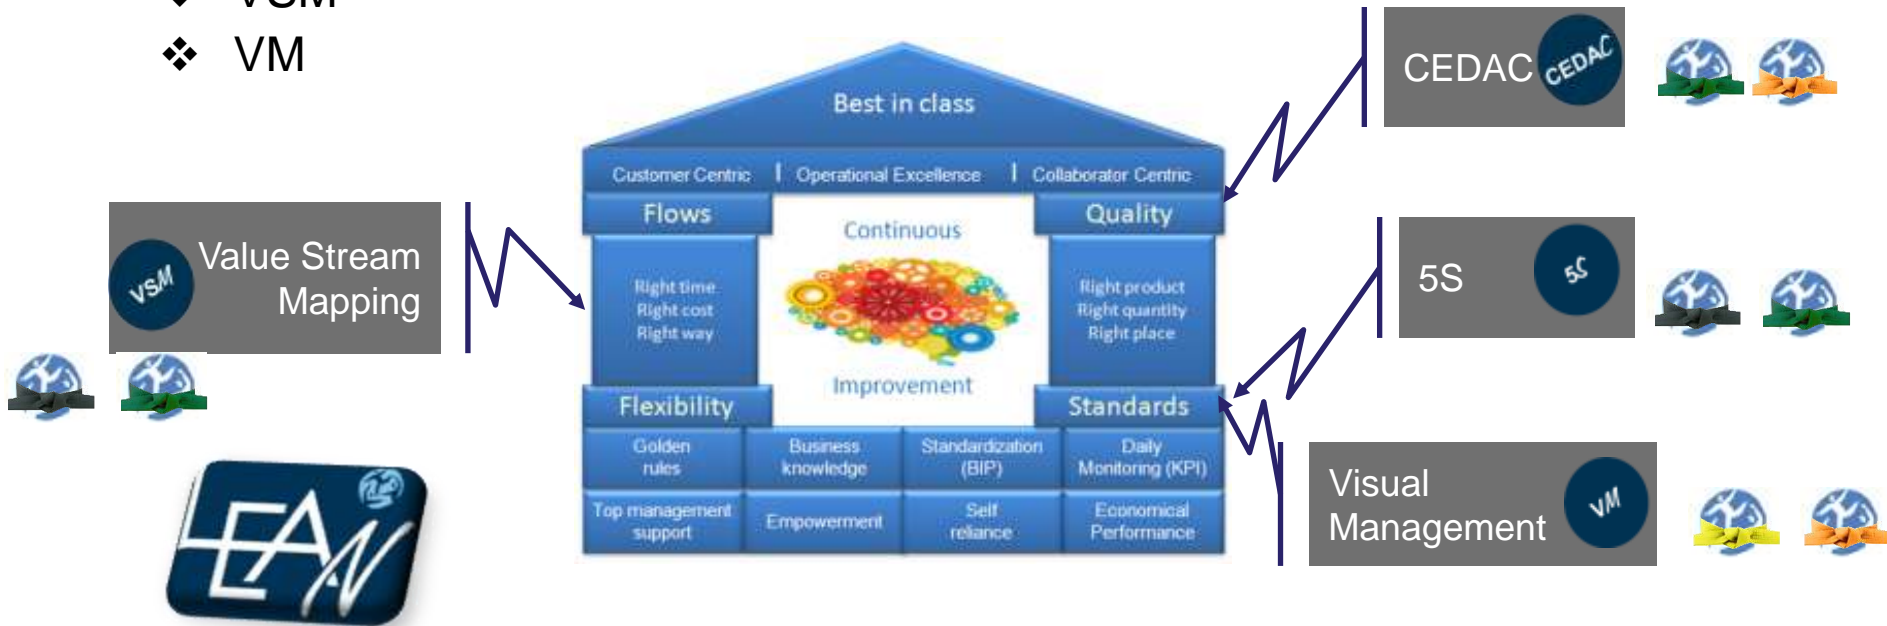 ❖ VSM
❖ VM
Best in class
Customer Centric | Operational Excellence | Collaborator Centric
Flows
Quality
Continuous
Improvement
Right time
Right cost
Right way
Right product
Right quantity
Right place
Flexibility
Standards
Golden
rules
Business
knowledge
Standardization
(BIP)
Daily
Monitoring (KPI)
Top management
support
Empowerment
Self
reliance
Economical
Performance
VSM
Value Stream
Mapping
LEAN
CEDAC
CEDAC
5S
5S
Visual
Management
VM